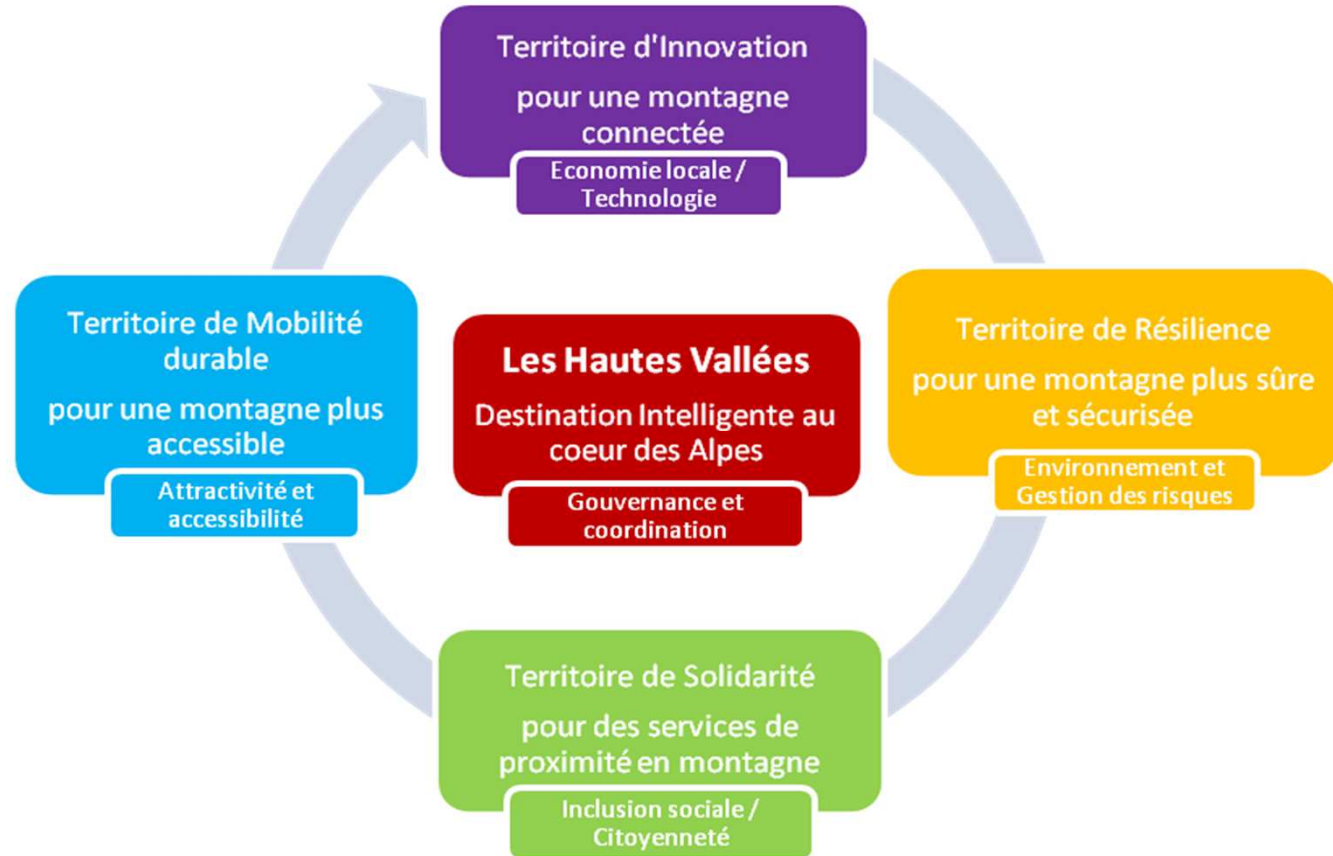 Territoire d'Innovation
pour une montagne
connectée
Economie locale /
Technologie
Territoire de Mobilité
durable
pour une montagne plus
accessible
Attractivité et
accessibilité
Les Hautes Vallées
Destination Intelligente au
coeur des Alpes
Gouvernance et
coordination
Territoire de Résilience
pour une montagne plus sûre
et sécurisée
Environnement et
Gestion des risques
Territoire de Solidarité
pour des services de
proximité en montagne
Inclusion sociale /
Citoyenneté